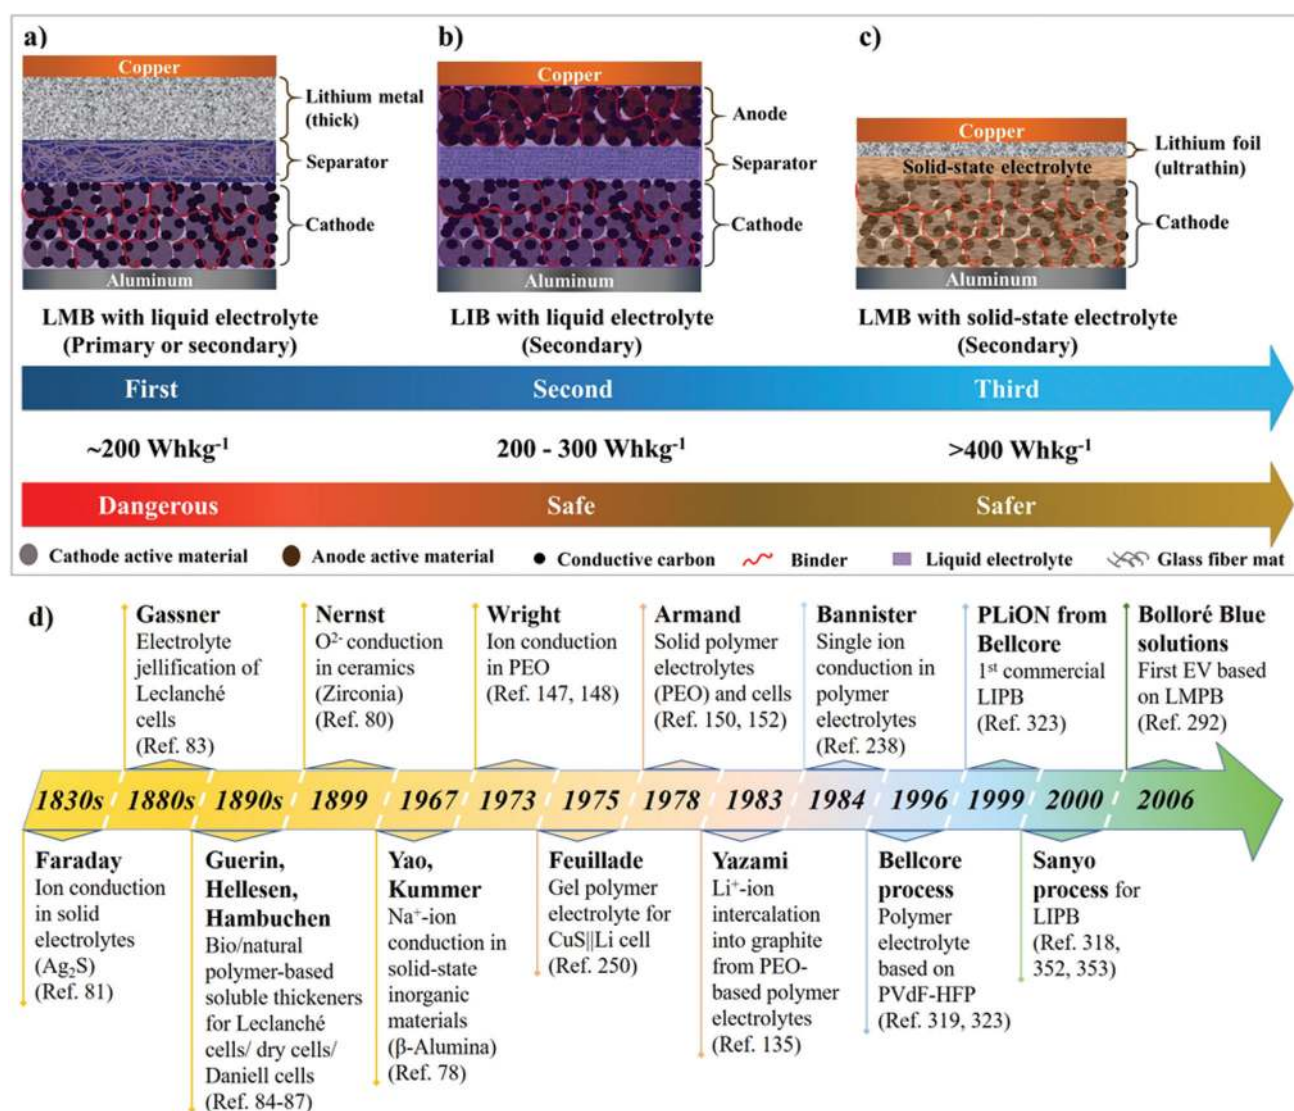 a)
Copper
Lithium metal
(thick)
Separator
Cathode
Aluminum
LMB with liquid electrolyte
(Primary or secondary)
b)
Copper
Anode
Separator
Cathode
Aluminum
LIB with liquid electrolyte
(Secondary)
c)
Copper
Lithium foil
(ultrathin)
Solid-state electrolyte
Cathode
Aluminum
LMB with solid-state electrolyte
(Secondary)
First Second Third
~200 Whkg⁻¹ 200 - 300 Whkg⁻¹ >400 Whkg⁻¹
Dangerous Safe Safer
Cathode active material Anode active material Conductive carbon Binder Liquid electrolyte Glass fiber mat
d)
Gassner
Electrolyte
jellification of
Leclanché
cells
(Ref. 83)
Nernst
O²⁻ conduction
in ceramics
(Zirconia)
(Ref. 80)
Wright
Ion conduction
in PEO
(Ref. 147, 148)
Armand
Solid polymer
electrolytes
(PEO) and cells
(Ref. 150, 152)
Bannister
Single ion
conduction in
polymer
electrolytes
(Ref. 238)
PLiON from
Bellcore
1ˢᵗ commercial
LIPB
(Ref. 323)
Bolloré Blue
solutions
First EV based
on LMPB
(Ref. 292)
1830s 1880s 1890s 1899 1967 1973 1975 1978 1983 1984 1996 1999 2000 2006
Faraday
Ion conduction
in solid
electrolytes
(Ag₂S)
(Ref. 81)
Guerin,
Hellesen,
Hambuchen
Bio/natural
polymer-based
soluble thickeners
for Leclanché
cells/ dry cells/
Daniell cells
(Ref. 84-87)
Yao,
Kummer
Na⁺-ion
conduction in
solid-state
inorganic
materials
(β-Alumina)
(Ref. 78)
Feuillade
Gel polymer
electrolyte for
CuS||Li cell
(Ref. 250)
Yazami
Li⁺-ion
intercalation
into graphite
from PEO-
based polymer
electrolytes
(Ref. 135)
Bellcore
process
Polymer
electrolyte
based on
PVdF-HFP
(Ref. 319, 323)
Sanyo
process for
LIPB
(Ref. 318,
352, 353)